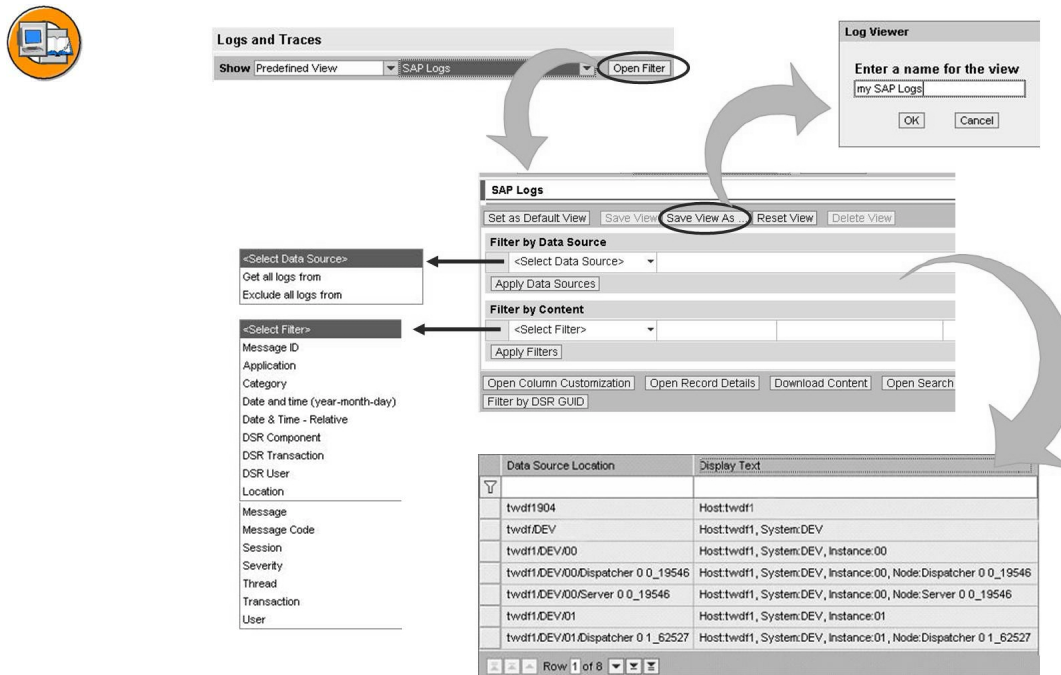 Logs and Traces
Show Predefined View SAP Logs Open Filter
Log Viewer
Enter a name for the view
my SAP Logs
OK Cancel
SAP Logs
Set as Default View Save View Save View As ... Reset View Delete View
Filter by Data Source
<Select Data Source>
Apply Data Sources
Filter by Content
<Select Filter>
Apply Filters
Open Column Customization Open Record Details Download Content Open Search
Filter by DSR GUID
<Select Data Source>
Get all logs from
Exclude all logs from
<Select Filter>
Message ID
Application
Category
Date and time (year-month-day)
Date & Time - Relative
DSR Component
DSR Transaction
DSR User
Location
Message
Message Code
Session
Severity
Thread
Transaction
User
Data Source Location Display Text
twdf1904 Host:twdf1
twdf/DEV Host:twdf1, System:DEV
twdf1/DEV/00 Host:twdf1, System:DEV, Instance:00
twdf1/DEV/00/Dispatcher 0 0_19546 Host:twdf1, System:DEV, Instance:00, Node:Dispatcher 0 0_19546
twdf1/DEV/00/Server 0 0_19546 Host:twdf1, System:DEV, Instance:00, Node:Server 0 0_19546
twdf1/DEV/01 Host:twdf1, System:DEV, Instance:01
twdf1/DEV/01/Dispatcher 0 1_62527 Host:twdf1, System:DEV, Instance:01, Node:Dispatcher 0 1_62527
Row 1 of 8